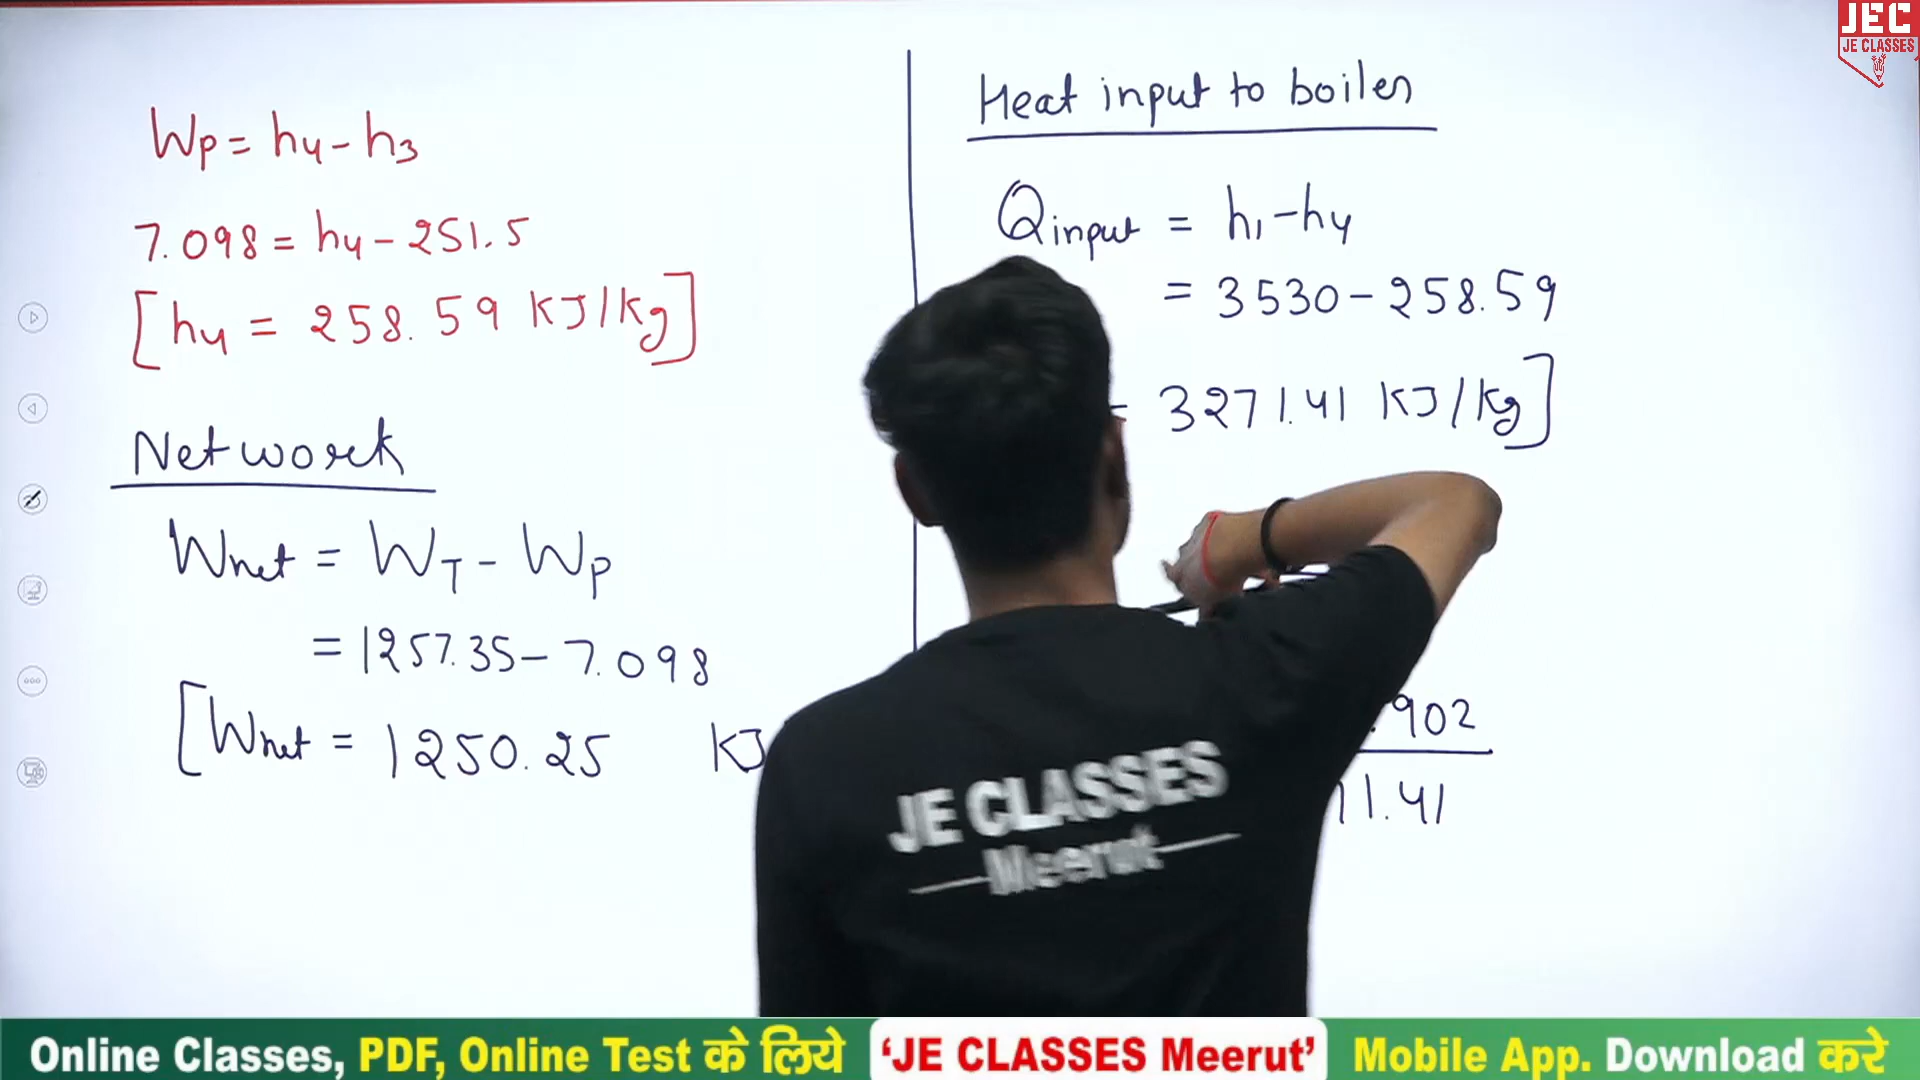 JEC
JE CLASSES
Wp = h4 - h3
7.098 = h4 - 251.5
[h4 = 258.59 KJ/Kg]
Net work
Wnet = WT - Wp
= 1257.35 - 7.098
[Wnet = 1250.25 KJ
Heat input to boiler
Qinput = h1 - h4
= 3530 - 258.59
= 3271.41 KJ/Kg]
.902
1.41
JE CLASSES
Meerut
Online Classes, PDF, Online Test के लिये 'JE CLASSES Meerut' Mobile App. Download करे